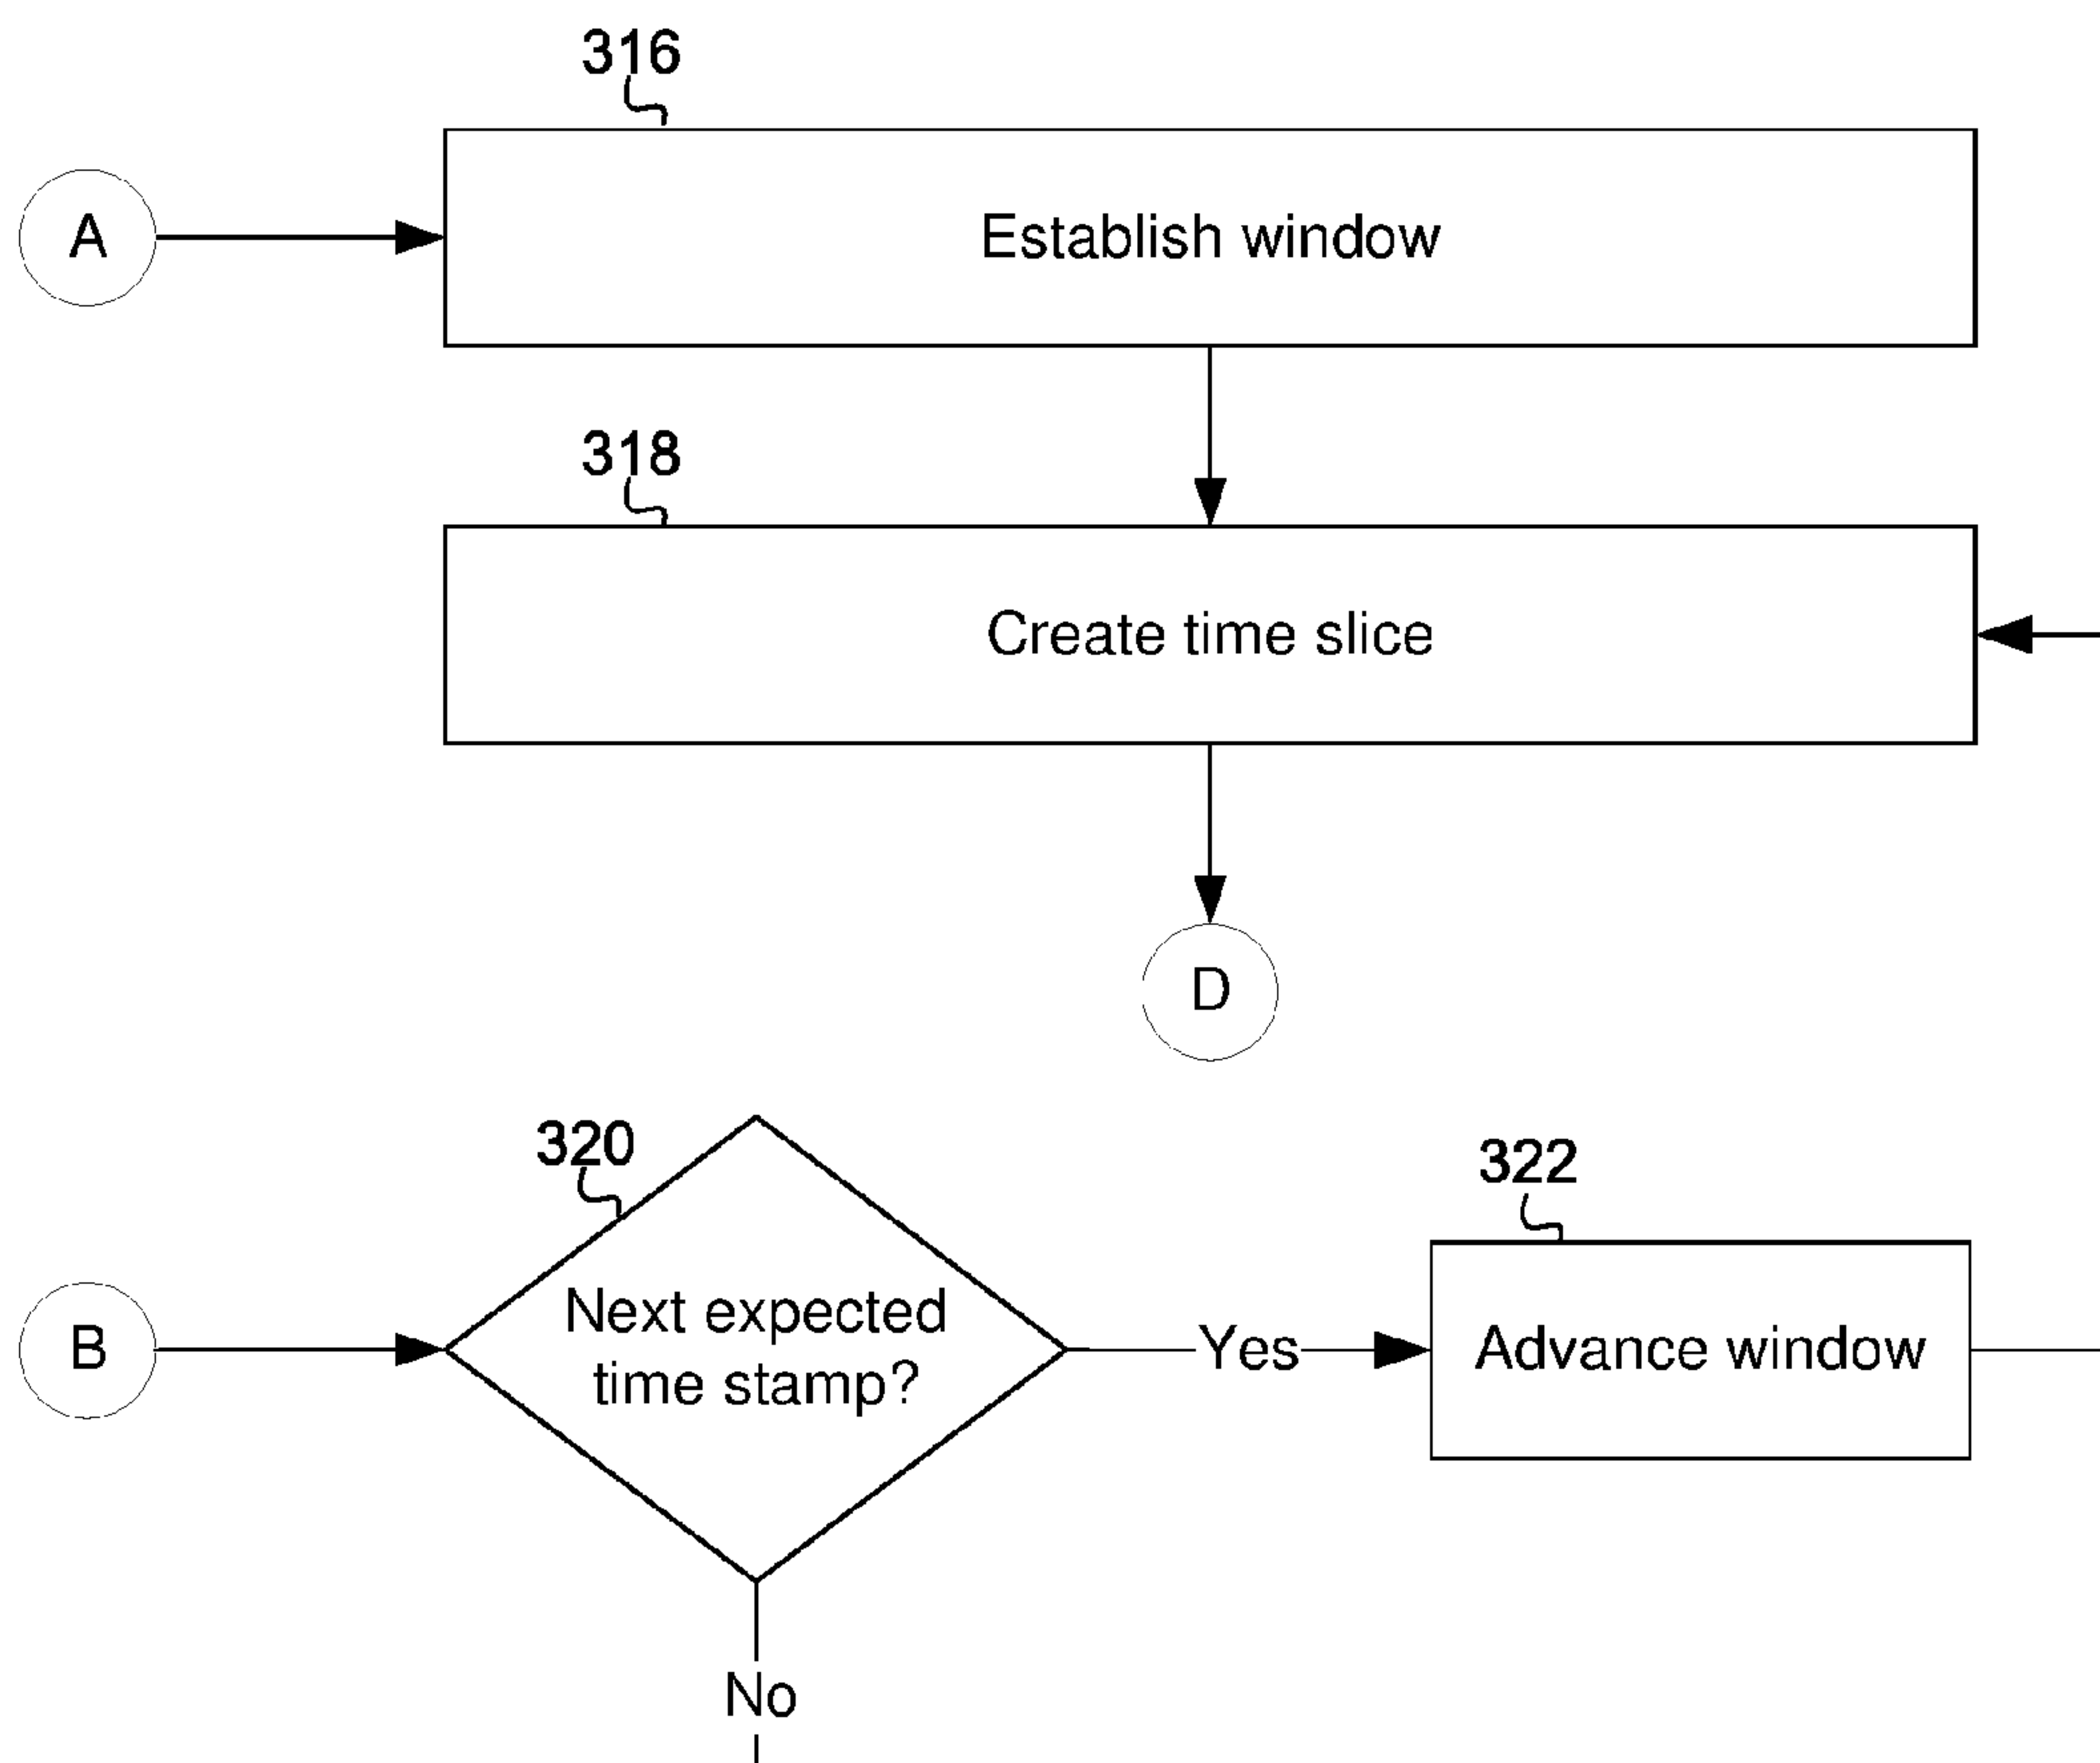 316
A
Establish window
318
Create time slice
D
320
322
B
Next expected
time stamp?
Yes
Advance window
No